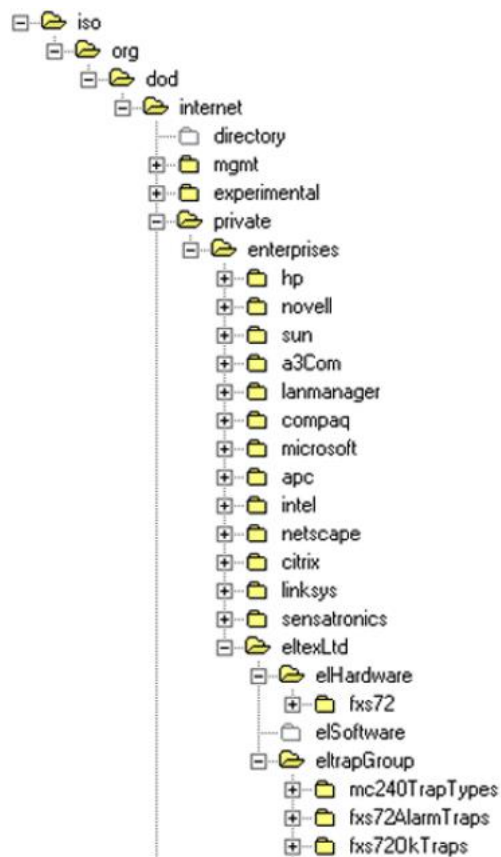 iso
org
dod
internet
directory
mgmt
experimental
private
enterprises
hp
novell
sun
a3Com
lanmanager
compaq
microsoft
apc
intel
netscape
citrix
linksys
sensatronics
eltexLtd
elHardware
fxs72
elSoftware
eltrapGroup
mc240TrapTypes
fxs72AlarmTraps
fxs72OkTraps